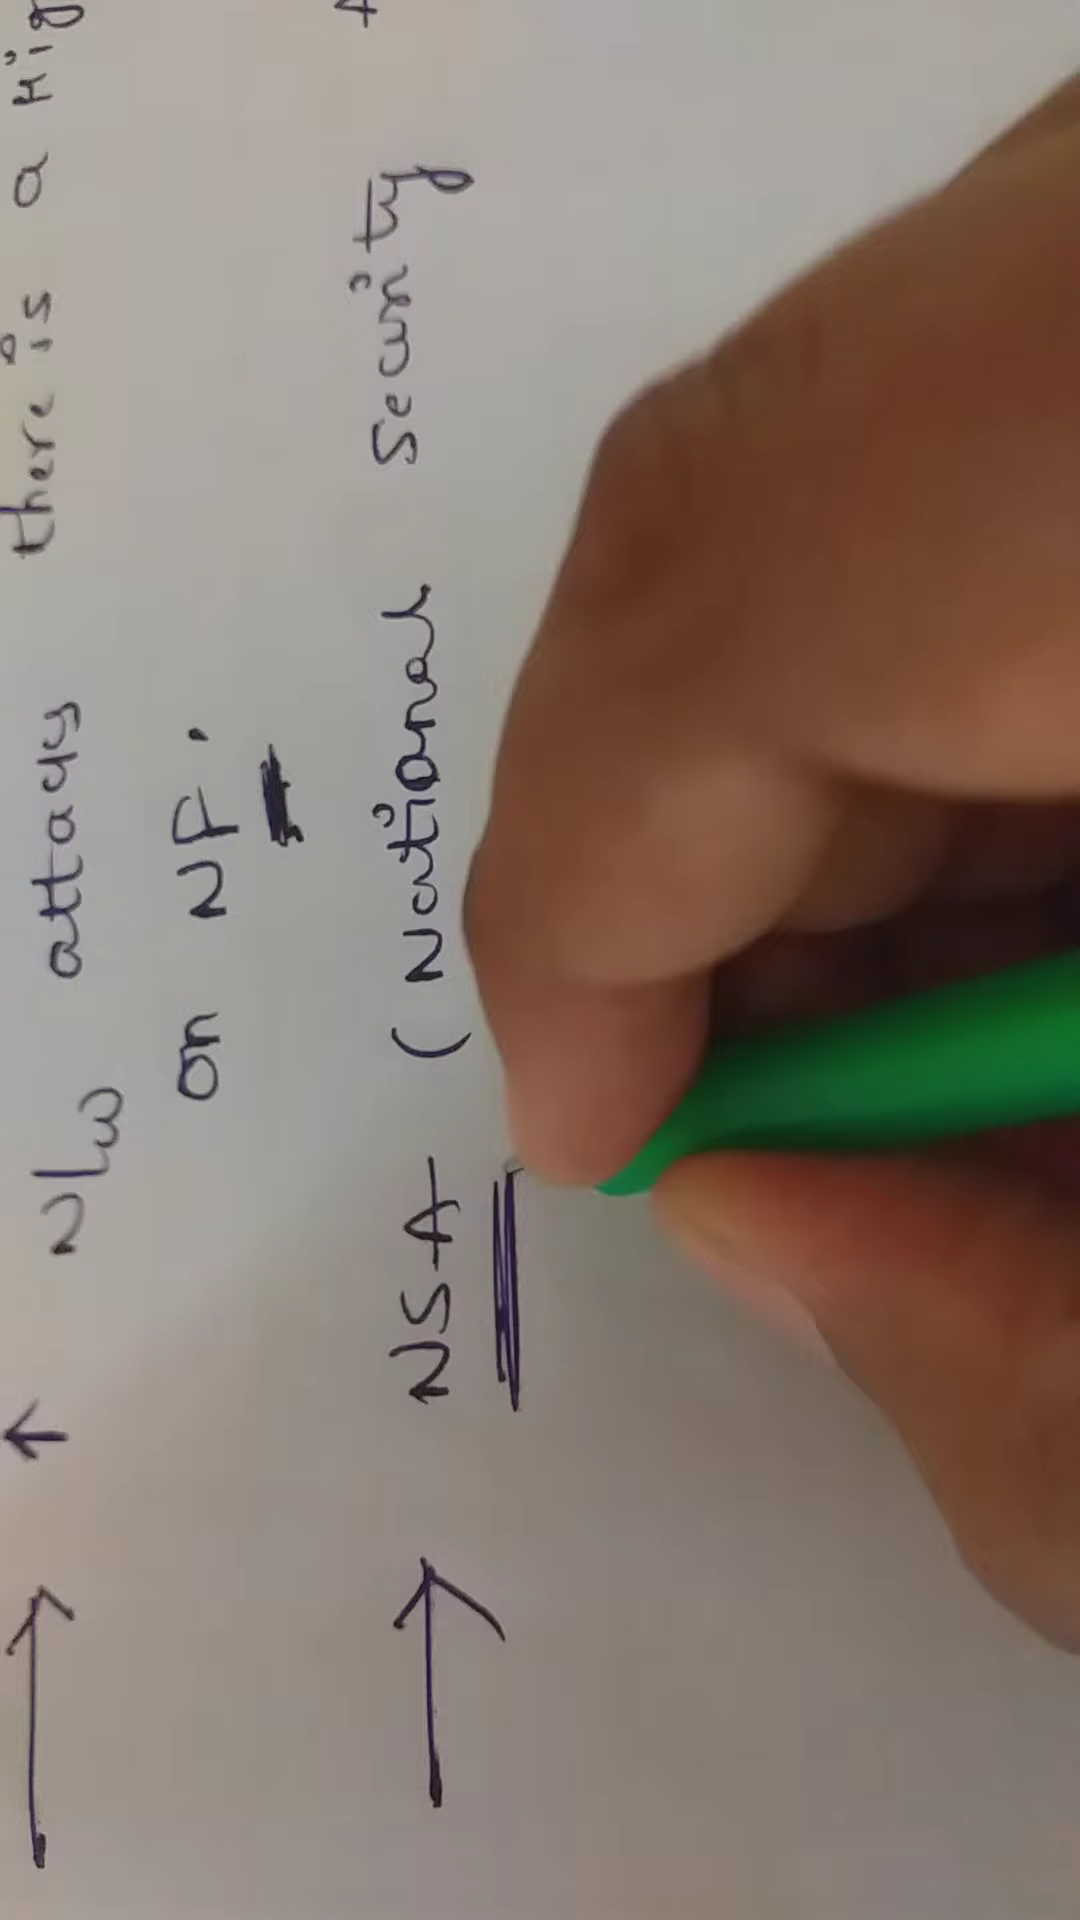 → ↑ N/w attacks there is a Hig
on NF.
→ NSA ( National Security A